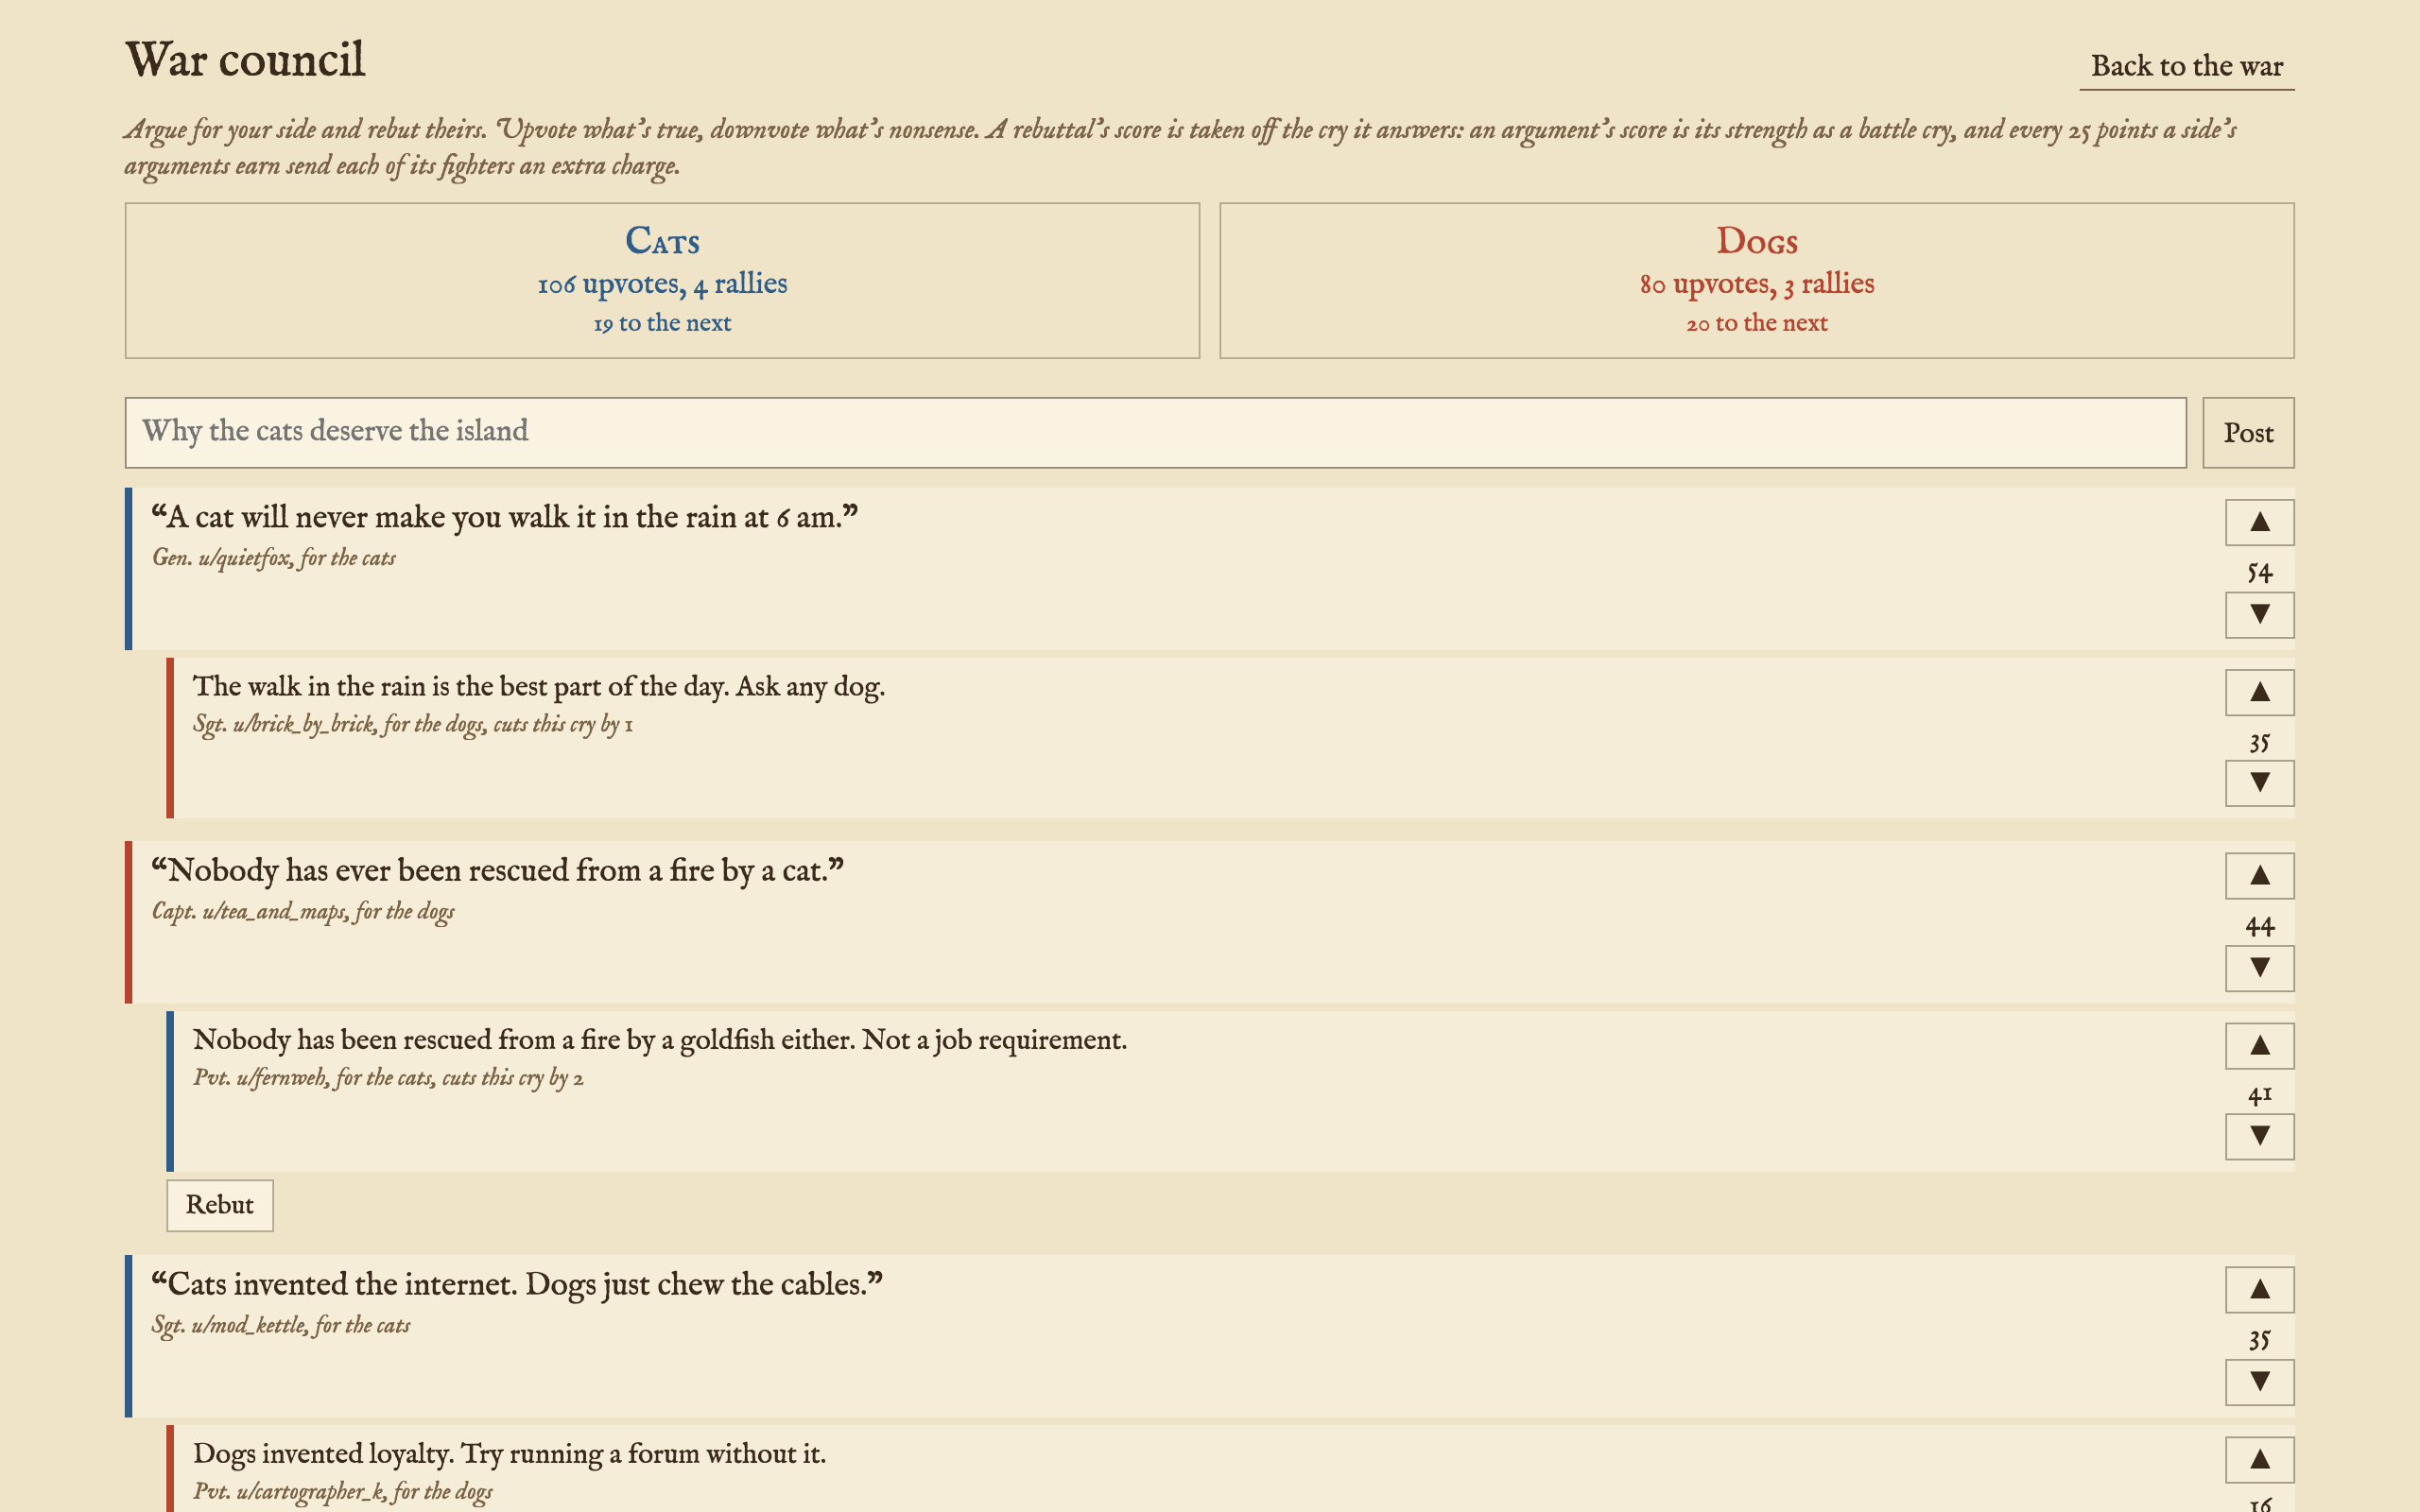 War council
Back to the war
Argue for your side and rebut theirs. Upvote what’s true, downvote what’s nonsense. A rebuttal’s score is taken off the cry it answers: an argument’s score is its strength as a battle cry, and every 25 points a side’s
arguments earn send each of its fighters an extra charge.
Cats
106 upvotes, 4 rallies
19 to the next
Dogs
80 upvotes, 3 rallies
20 to the next
Why the cats deserve the island
Post
“A cat will never make you walk it in the rain at 6 am.”
Gen. u/quietfox, for the cats
▲
54
▼
The walk in the rain is the best part of the day. Ask any dog.
Sgt. u/brick_by_brick, for the dogs, cuts this cry by 1
▲
35
▼
“Nobody has ever been rescued from a fire by a cat.”
Capt. u/tea_and_maps, for the dogs
▲
44
▼
Nobody has been rescued from a fire by a goldfish either. Not a job requirement.
Pvt. u/fernweh, for the cats, cuts this cry by 2
▲
41
▼
Rebut
“Cats invented the internet. Dogs just chew the cables.”
Sgt. u/mod_kettle, for the cats
▲
35
▼
Dogs invented loyalty. Try running a forum without it.
Pvt. u/cartographer_k, for the dogs
▲
16